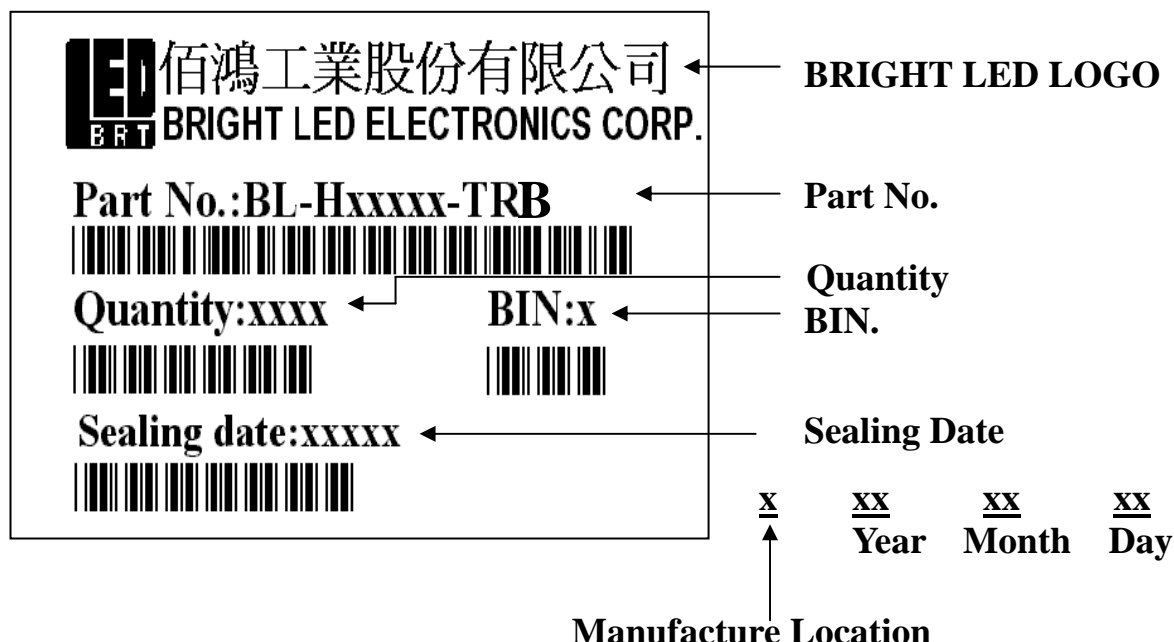 LED
BRT
佰鴻工業股份有限公司
BRIGHT LED ELECTRONICS CORP.
BRIGHT LED LOGO
Part No.:BL-Hxxxxx-TRB
Part No.
Quantity:xxxx
BIN:x
Quantity
BIN.
Sealing date:xxxxx
Sealing Date
x xx xx xx
Year Month Day
Manufacture Location